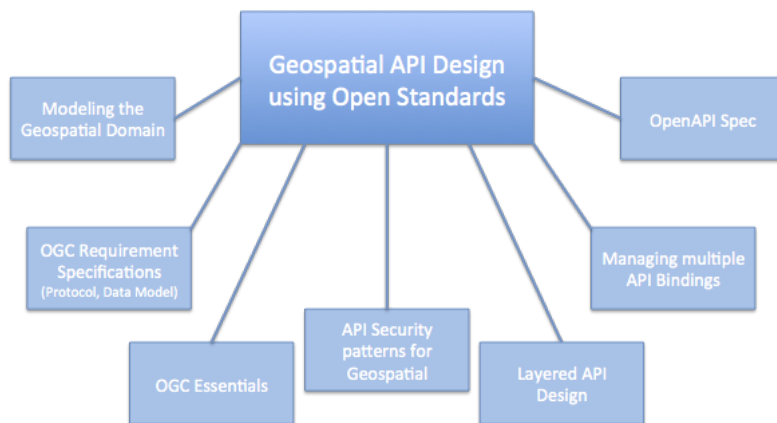 Geospatial API Design
using Open Standards
Modeling the
Geospatial Domain
OpenAPI Spec
OGC Requirement
Specifications
(Protocol, Data Model)
Managing multiple
API Bindings
API Security
patterns for
Geospatial
OGC Essentials
Layered API
Design